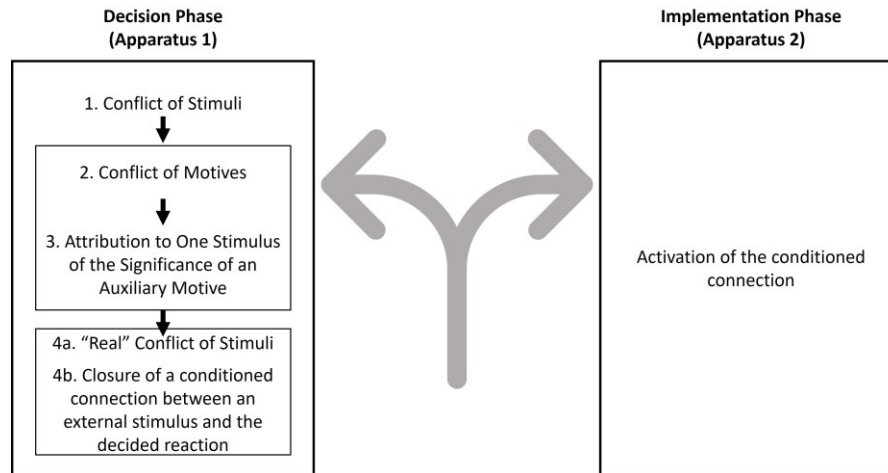 Decision Phase
(Apparatus 1)
1. Conflict of Stimuli
2. Conflict of Motives
3. Attribution to One Stimulus
of the Significance of an
Auxiliary Motive
4a. “Real” Conflict of Stimuli
4b. Closure of a conditioned
connection between an
external stimulus and the
decided reaction
Implementation Phase
(Apparatus 2)
Activation of the conditioned
connection